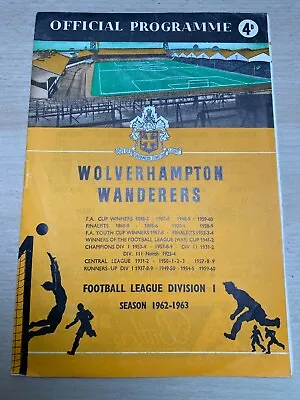 OFFICIAL PROGRAMME 4D
WOLVERHAMPTON
WANDERERS
F.A. CUP WINNERS 1892-3 1907-8 1948-9 1959-60
FINALISTS 1888-9 1895-6 1920-1 1938-9
F.A. YOUTH CUP WINNERS 1957-8 FINALISTS 1952-3-4
WINNERS OF THE FOOTBALL LEAGUE (WAR) CUP 1941-2
CHAMPIONS DIV 1 1953-4 1957-8-9 DIV II 1931-2
DIV. III (North) 1923-4
CENTRAL LEAGUE 1931-2 1950-1-2-3 1957-8-9
RUNNERS-UP DIV 1 1937-8-9 1949-50 1954-5 1959-60
FOOTBALL LEAGUE DIVISION I
SEASON 1962-1963